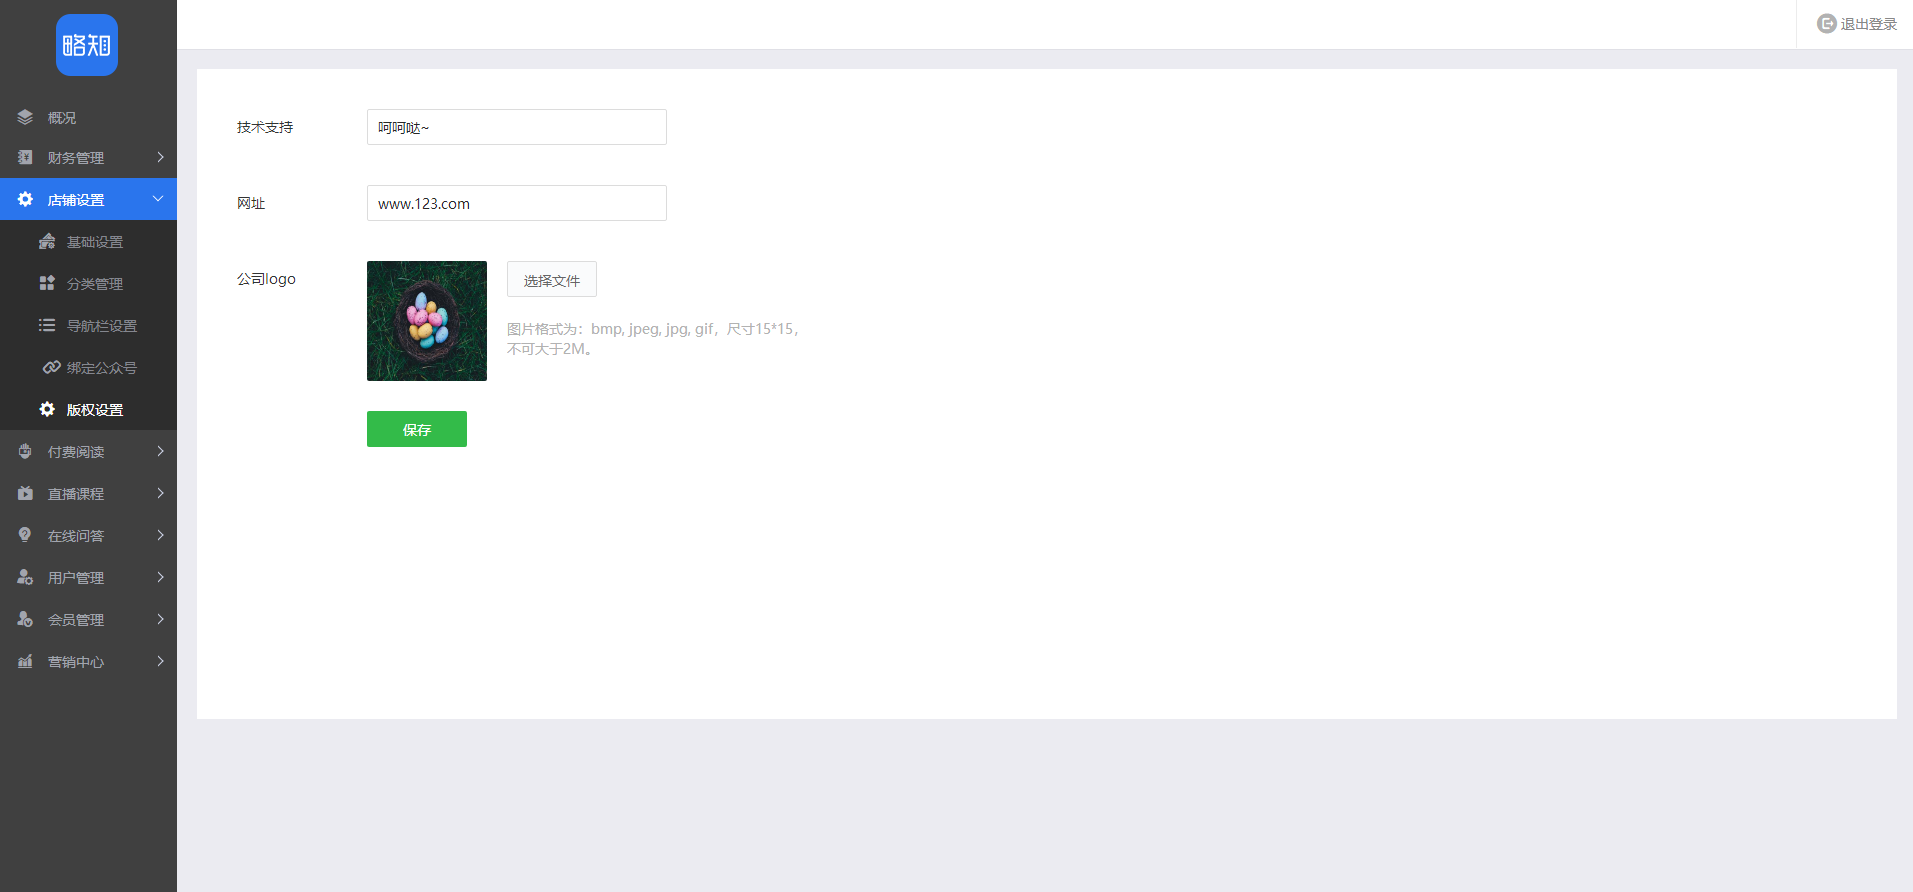 略知
退出登录
概况
财务管理
店铺设置
基础设置
分类管理
导航栏设置
绑定公众号
版权设置
付费阅读
直播课程
在线问答
用户管理
会员管理
营销中心
技术支持
呵呵哒~
网址
www.123.com
公司logo
选择文件
图片格式为：bmp, jpeg, jpg, gif，尺寸15*15，
不可大于2M。
保存